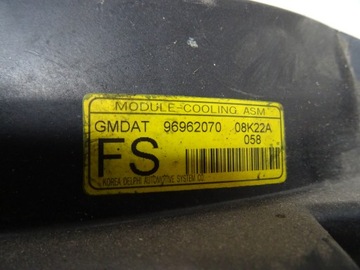 MODULE-COOLING ASM
GMDAT 96962070 08K22A
FS 058
KOREA DELPHI AUTOMOTIVE SYSTEM CO.